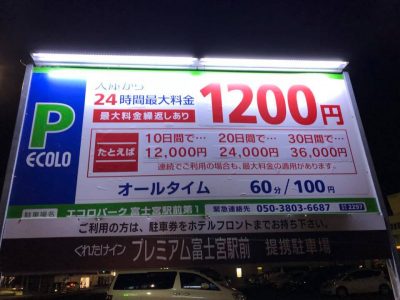 入庫から
24時間最大料金
最大料金繰返しあり
1200円
P
ECOLO
たとえば
10日間で… 20日間で… 30日間で…
12,000円 24,000円 36,000円
連続でご利用の場合も、最大料金の適用があります。
オールタイム 60分/100円
駐車場名 エコロパーク 富士宮駅前第1 緊急連絡先 050-3803-6687
ご利用の方は、駐車券をホテルフロントまでお持ち下さい。
くれたけイン プレミアム富士宮駅前 提携駐車場